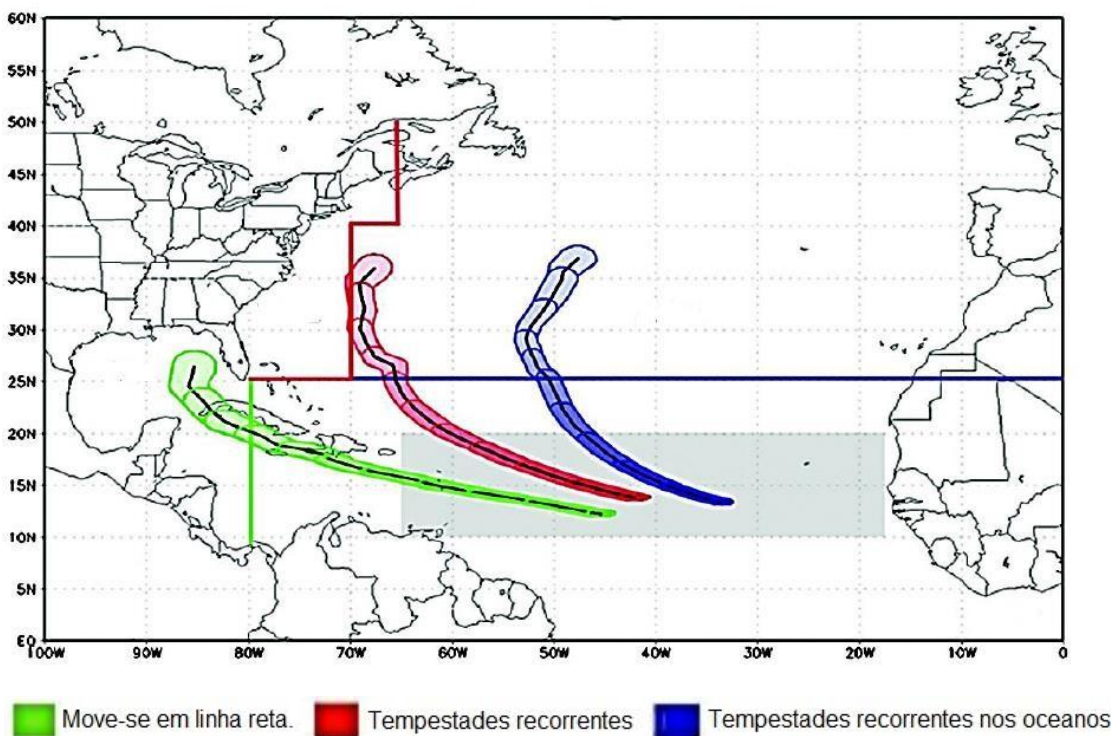 60N
55N
50N
45N
40N
35N
30N
25N
20N
15N
10N
5N
EQ
100W 90W 80W 70W 60W 50W 40W 30W 20W 10W 0
Move-se em linha reta. Tempestades recorrentes Tempestades recorrentes nos oceanos